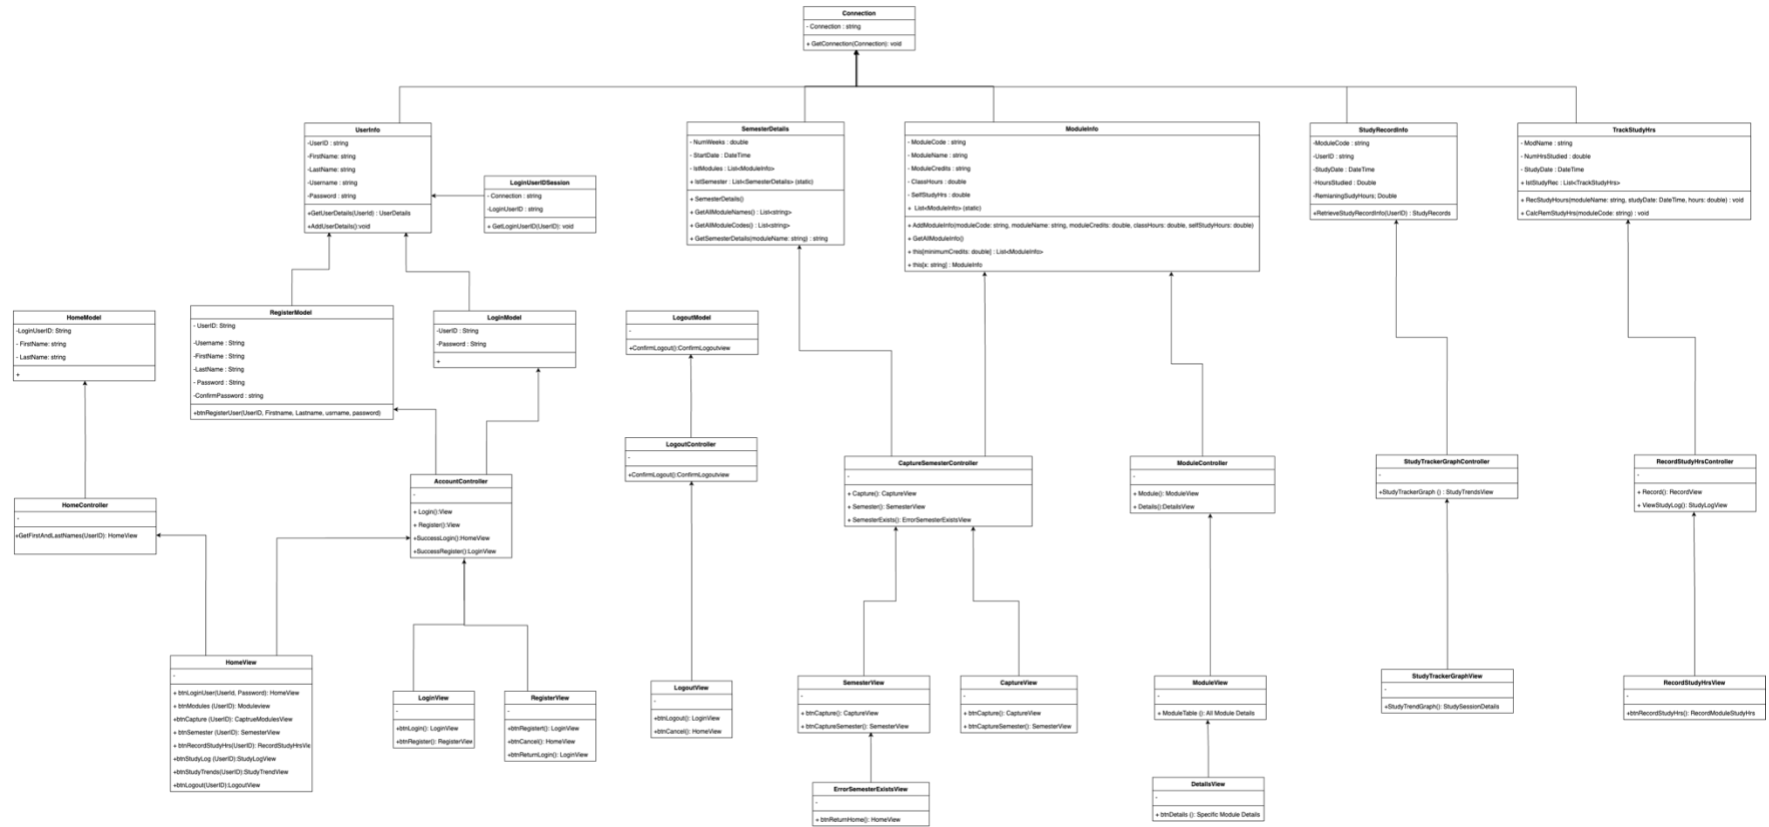 Connection
- Connection : string
+ GetConnection(Connection): void
UserInfo
-UserID : string
-FirstName: string
-LastName: string
-Username : string
-Password : string
+GetUserDetails(UserId) : UserDetails
+AddUserDetails():void
LoginUserIDSession
- Connection : string
-LoginUserID : string
+ GetLoginUserID(UserID): void
SemesterDetails
- NumWeeks : double
- StartDate : DateTime
- lstModules : List<ModuleInfo>
+ lstSemester : List<SemesterDetails> (static)
+ SemesterDetails()
+ GetAllModuleNames() : List<string>
+ GetAllModuleCodes() : List<string>
+ GetSemesterDetails(moduleName: string) : string
ModuleInfo
- ModuleCode : string
- ModuleName : string
- ModuleCredits : string
- ClassHours : double
- SelfStudyHrs : double
+ List<ModuleInfo> (static)
+ AddModuleInfo(moduleCode: string, moduleName: string, moduleCredits: double, classHours: double, selfStudyHours: double)
+ GetAllModuleInfo()
+ this[minimumCredits: double] : List<ModuleInfo>
+ this[x: string] : ModuleInfo
StudyRecordInfo
-ModuleCode : string
-UserID : string
-StudyDate : DateTime
-HoursStudied : Double
-RemianingSudyHours; Double
+RetrieveStudyRecordInfo(UserID) : StudyRecords
TrackStudyHrs
- ModName : string
- NumHrsStudied : double
- StudyDate : DateTime
+ lstStudyRec : List<TrackStudyHrs>
+ RecStudyHours(moduleName: string, studyDate: DateTime, hours: double) : void
+ CalcRemStudyHrs(moduleCode: string) : void
HomeModel
-LoginUserID: String
- FirstName: string
- LastName: string
+
RegisterModel
- UserID: String
-Username : String
-FirstName : String
-LastName : String
- Password : String
-ConfirmPassword : string
+btnRegisterUser(UserID, Firstname, Lastname, usrname, password)
LoginModel
-UserID : String
-Password : String
+
LogoutModel
-
+ConfirmLogout():ConfirmLogoutview
LogoutController
-
+ConfirmLogout():ConfirmLogoutview
CaptureSemesterController
-
+ Capture(): CaptureView
+ Semester(): SemesterView
+ SemesterExists(): ErrorSemesterExistsView
ModuleController
-
+ Module(): ModuleView
+ Details():DetailsView
StudyTrackerGraphController
-
+StudyTrackerGraph () : StudyTrendsView
RecordStudyHrsController
-
+ Record(): RecordView
+ ViewStudyLog(): StudyLogView
HomeController
-
+GetFirstAndLastNames(UserID): HomeView
AccountController
-
+ Login():View
+ Register():View
+SuccessLogin():HomeView
+SuccessRegister():LoginView
HomeView
-
+ btnLoginUser(UserId, Password): HomeView
+ btnModules (UserID): Moduleview
+btnCapture (UserID): CaptrueModulesView
+btnSemester (UserID): SemesterView
+ btnRecordStudyHrs(UserID): RecordStudyHrsVie
+btnStudyLog (UserID):StudyLogView
+btnStudyTrends(UserID):StudyTrendView
+btnLogout(UserID):LogoutView
LoginView
-
+btnLogin(): LoginView
+btnRegister(): RegisterView
RegisterView
-
+btnRegister(): LoginView
+btnCancel(): HomeView
+btnReturnLogin(): LoginView
LogoutView
-
+btnLogout(): LoginView
+btnCancel(): HomeView
SemesterView
-
+ btnCapture(): CaptureView
+ btnCaptureSemester(): SemesterView
CaptureView
-
+ btnCapture(): CaptureView
+ btnCaptureSemester(): SemesterView
ModuleView
-
+ ModuleTable (): All Module Details
StudyTrackerGraphView
-
+StudyTrendGraph(): StudySessionDetails
RecordStudyHrsView
-
+btnRecordStudyHrs(): RecordModuleStudyHrs
ErrorSemesterExistsView
-
+ btnReturnHome(): HomeView
DetailsView
-
+ btnDetails (): Specific Module Details